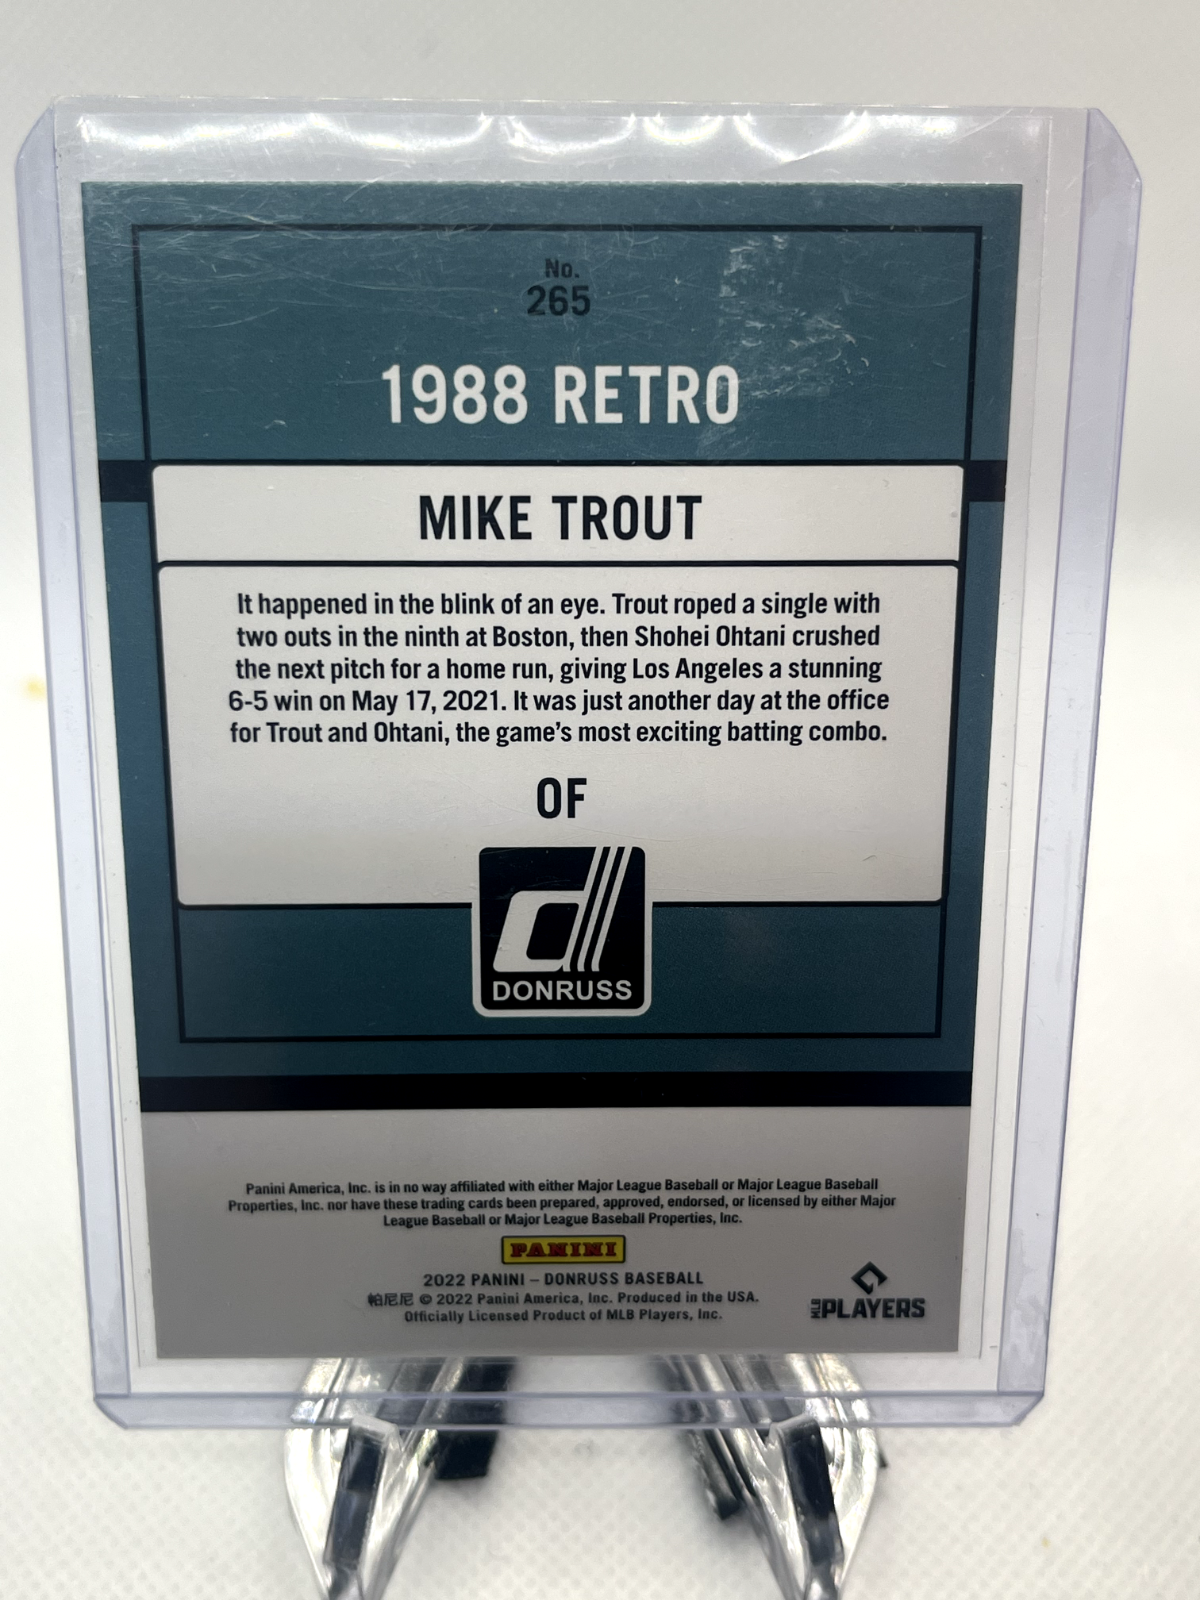 No.
265
1988 RETRO
MIKE TROUT
It happened in the blink of an eye. Trout roped a single with
two outs in the ninth at Boston, then Shohei Ohtani crushed
the next pitch for a home run, giving Los Angeles a stunning
6-5 win on May 17, 2021. It was just another day at the office
for Trout and Ohtani, the game's most exciting batting combo.
OF
d
DONRUSS
Panini America, Inc. is in no way affiliated with either Major League Baseball or Major League Baseball
Properties, Inc. nor have these trading cards been prepared, approved, endorsed, or licensed by either Major
League Baseball or Major League Baseball Properties, Inc.
PANINI
2022 PANINI – DONRUSS BASEBALL
帕尼尼 © 2022 Panini America, Inc. Produced in the USA.
Officially Licensed Product of MLB Players, Inc.
MLB PLAYERS